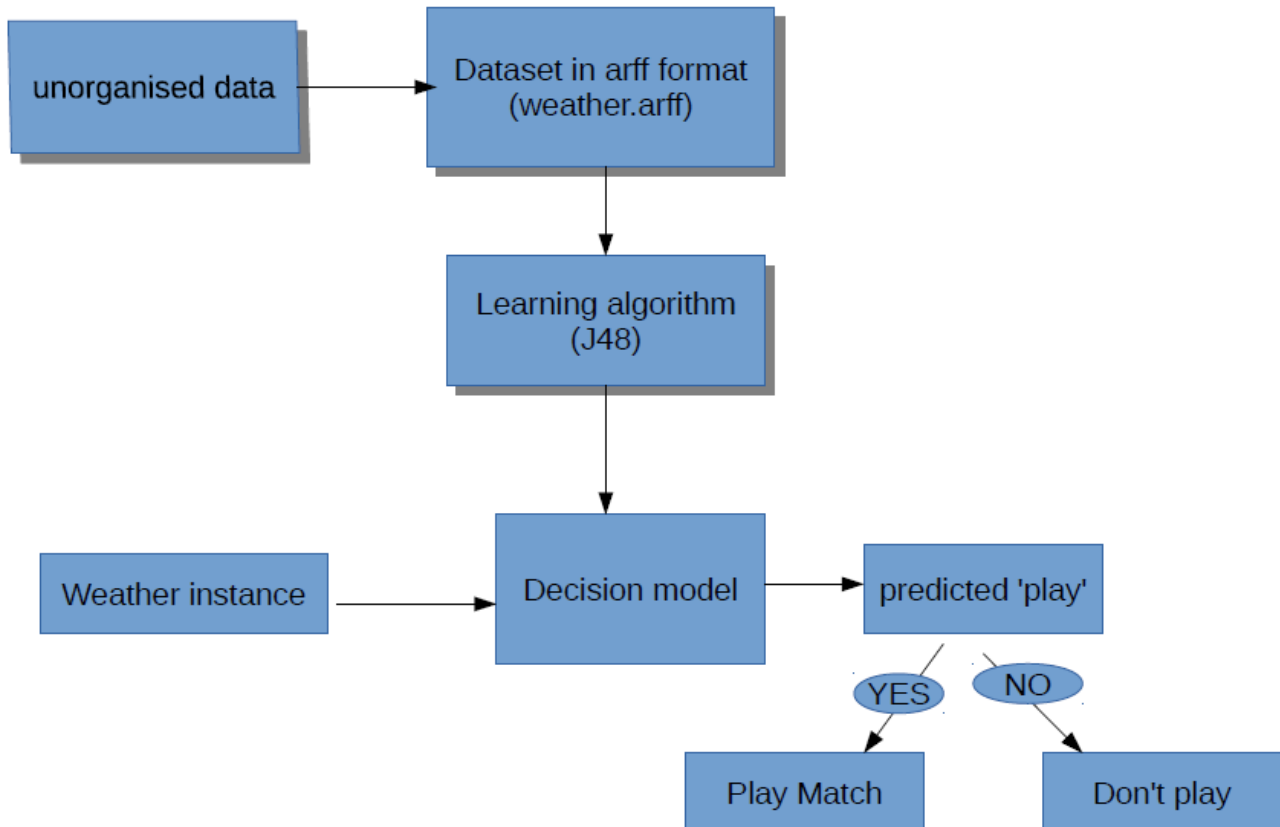 unorganised data
Dataset in arff format
(weather.arff)
Learning algorithm
(J48)
Weather instance
Decision model
predicted 'play'
YES
NO
Play Match
Don't play